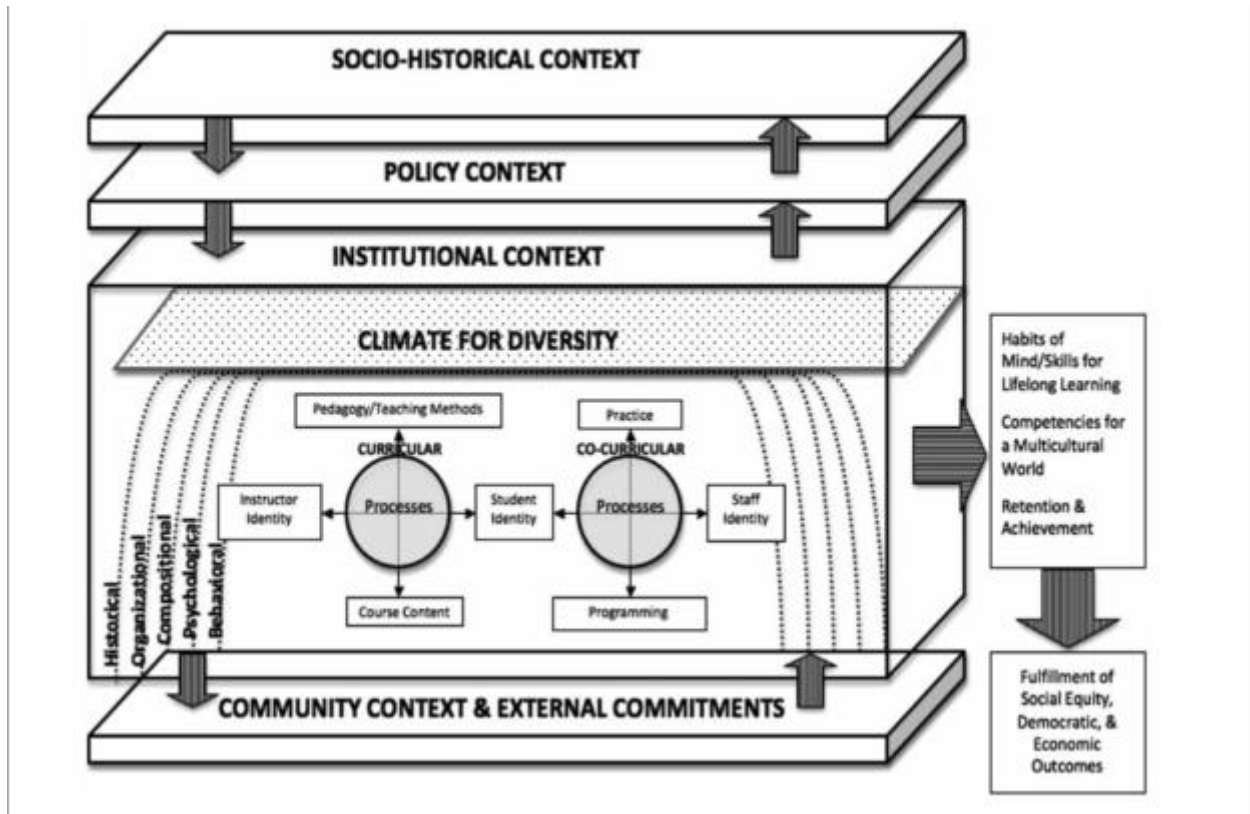 SOCIO-HISTORICAL CONTEXT
POLICY CONTEXT
INSTITUTIONAL CONTEXT
CLIMATE FOR DIVERSITY
Pedagogy/Teaching Methods
Practice
CURRICULAR
CO-CURRICULAR
Instructor
Identity
Processes
Student
Identity
Processes
Staff
Identity
Course Content
Programming
Historical
Organizational
Compositional
Psychological
Behavioral
COMMUNITY CONTEXT & EXTERNAL COMMITMENTS
Habits of
Mind/Skills for
Lifelong Learning
Competencies for
a Multicultural
World
Retention &
Achievement
Fulfillment of
Social Equity,
Democratic, &
Economic
Outcomes